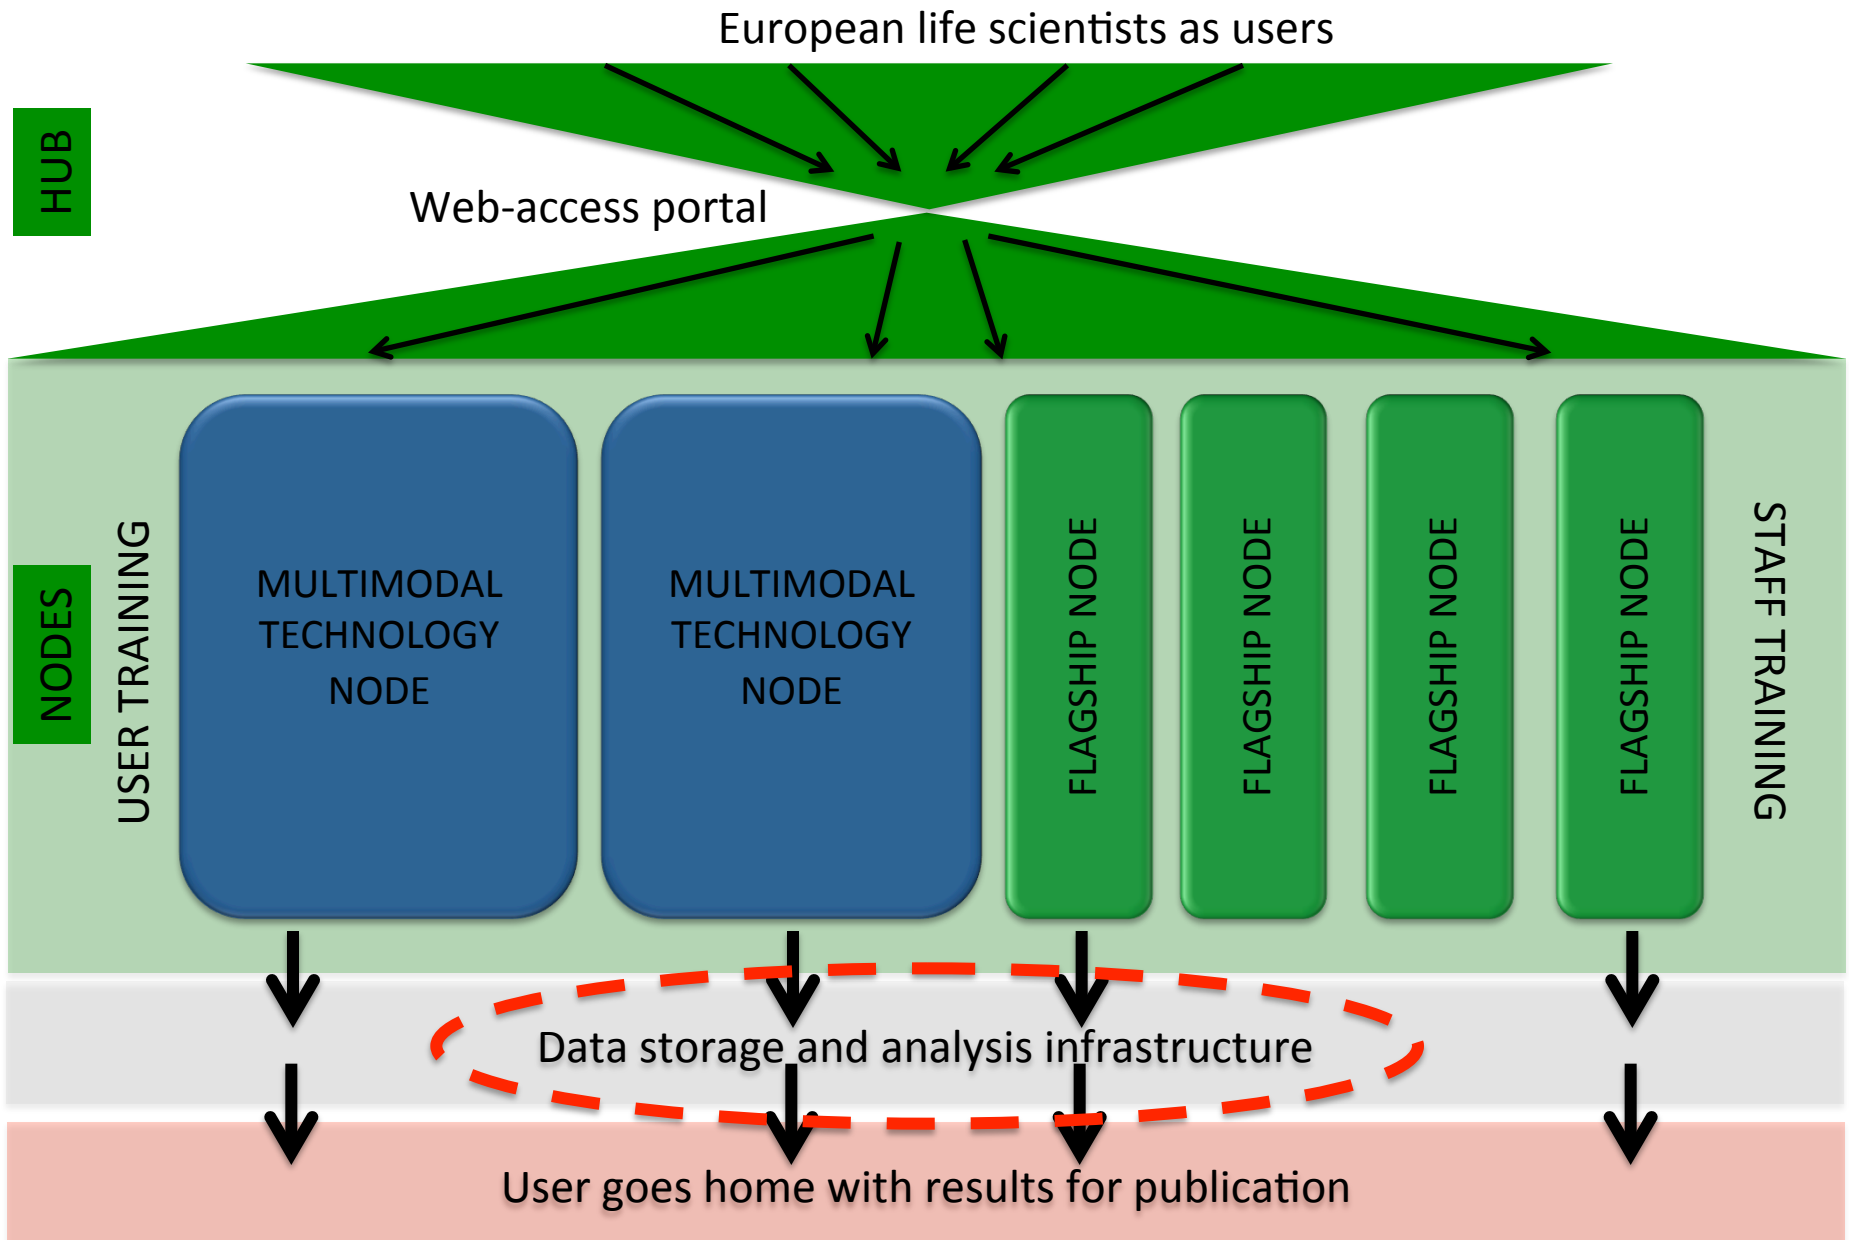 European life scientists as users
HUB
Web-access portal
NODES
USER TRAINING
MULTIMODAL
TECHNOLOGY
NODE
MULTIMODAL
TECHNOLOGY
NODE
FLAGSHIP NODE
FLAGSHIP NODE
FLAGSHIP NODE
FLAGSHIP NODE
STAFF TRAINING
Data storage and analysis infrastructure
User goes home with results for publication